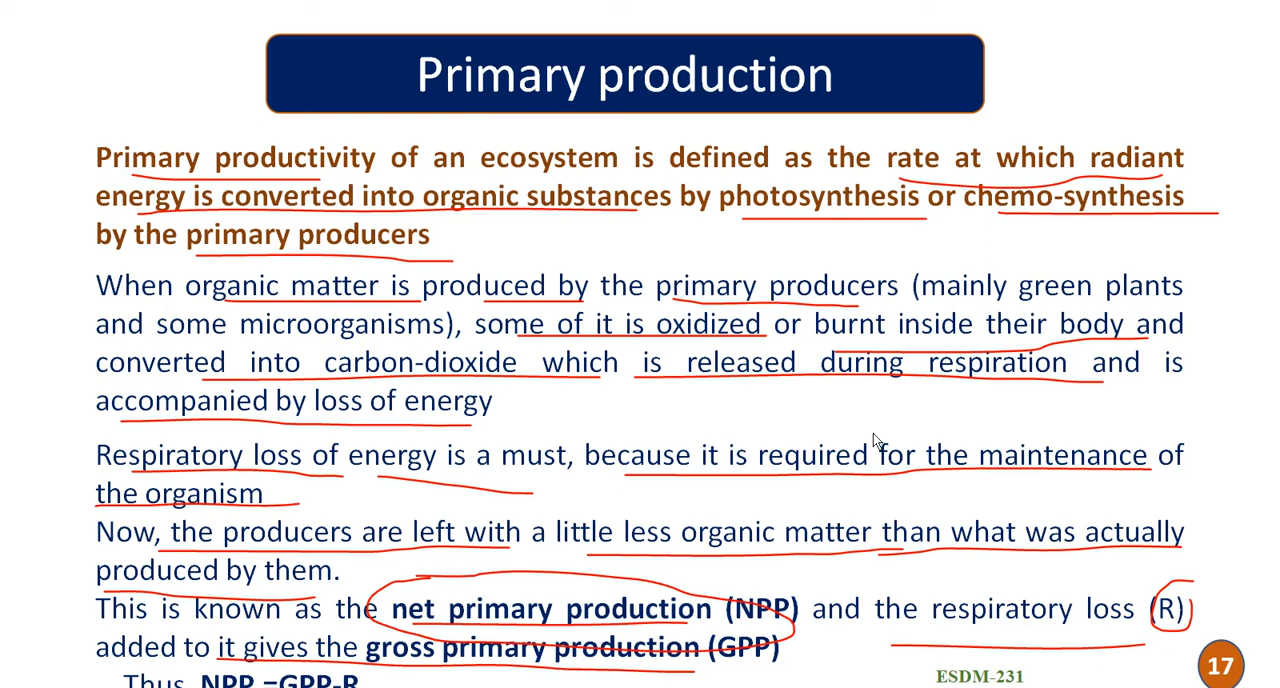 Primary production
Primary productivity of an ecosystem is defined as the rate at which radiant
energy is converted into organic substances by photosynthesis or chemo-synthesis
by the primary producers
When organic matter is produced by the primary producers (mainly green plants
and some microorganisms), some of it is oxidized or burnt inside their body and
converted into carbon-dioxide which is released during respiration and is
accompanied by loss of energy
Respiratory loss of energy is a must, because it is required for the maintenance of
the organism
Now, the producers are left with a little less organic matter than what was actually
produced by them.
This is known as the net primary production (NPP) and the respiratory loss (R)
added to it gives the gross primary production (GPP)
Thus, NPP =GPP-R
ESDM-231
17